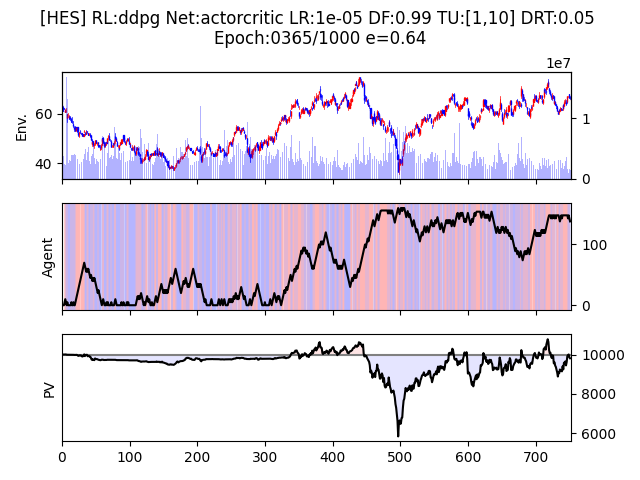 [HES] RL:ddpg Net:actorcritic LR:1e-05 DF:0.99 TU:[1,10] DRT:0.05
Epoch:0365/1000 e=0.64
1e7
Env.
60
40
1
0
Agent
100
0
PV
10000
8000
6000
0 100 200 300 400 500 600 700